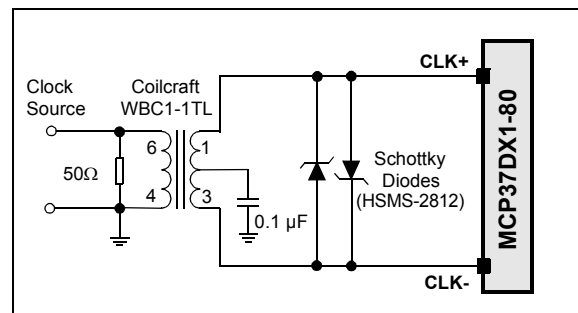 Clock
Source
Coilcraft
WBC1-1TL
CLK+
6
1
50Ω
4
3
0.1 µF
Schottky
Diodes
(HSMS-2812)
CLK-
MCP37DX1-80